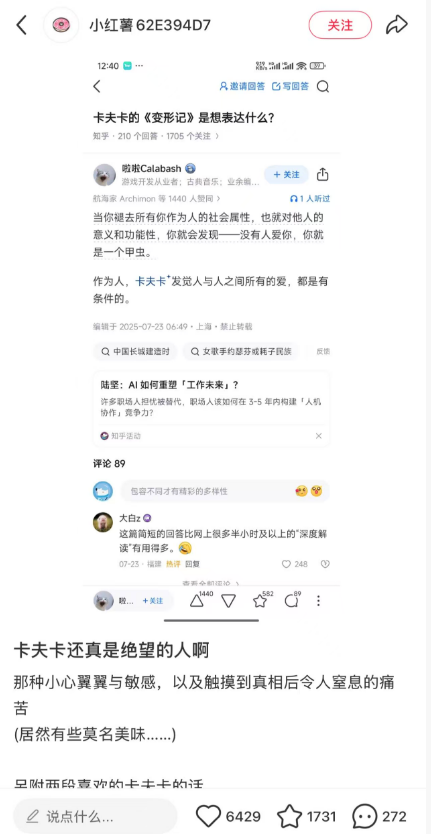 小红薯62E394D7
关注
12:40 ...
39
邀请回答 写回答
卡夫卡的《变形记》是想表达什么?
知乎 · 210 个回答 · 1705 个关注 >
啦啦Calabash
游戏开发从业者;古典音乐;业余编...
+ 关注
航海家 Archimon 等 1440 人赞同 >
1 人听过
当你褪去所有你作为人的社会属性,也就对他人的
意义和功能性,你就会发现——没有人爱你,你就
是一个甲虫。
作为人,卡夫卡发觉人与人之间所有的爱,都是有
条件的。
编辑于 2025-07-23 06:49 · 上海 · 禁止转载
中国长城建造时
女歌手约瑟芬或耗子民族
反馈
陆坚:AI 如何重塑「工作未来」?
许多职场人担忧被替代,职场人该如何在 3-5 年内构建「人机
协作」竞争力?
知乎活动
评论 89
包容不同才有精彩的多样性
大白z
这篇简短的回答比网上很多半小时及以上的“深度解
读”有用得多。
07-23 · 福建 热评 回复
248
查看全部评论 >
啦... +关注
1440
582
89
卡夫卡还真是绝望的人啊
那种小心翼翼与敏感,以及触摸到真相后令人窒息的痛
苦
(居然有些莫名美味......)
另附两段喜欢的卡夫卡的话
说点什么...
6429
1731
272